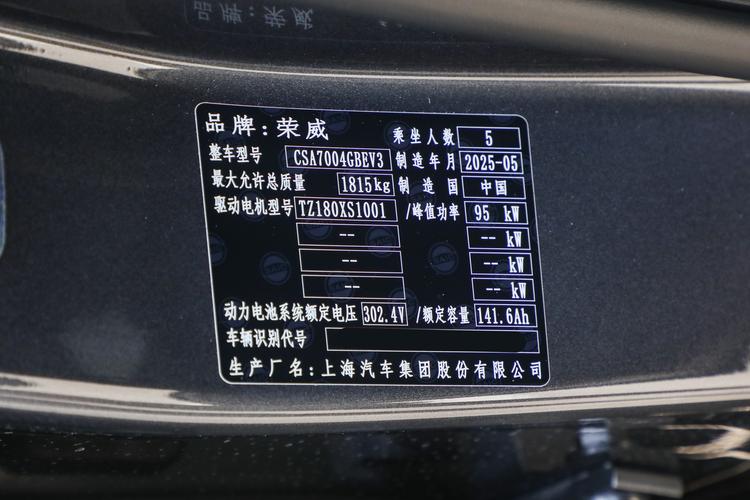 品牌:荣威
品牌:荣威 乘坐人数 5
整车型号 CSA7004GBEV3 制造年月 2025-05
最大允许总质量 1815kg 制造国 中国
驱动电机型号 TZ180XS1001 /峰值功率 95 kW
-- -- kW
-- -- kW
-- -- kW
动力电池系统额定电压 302.4V /额定容量 141.6Ah
车辆识别代号
生产厂名:上海汽车集团股份有限公司